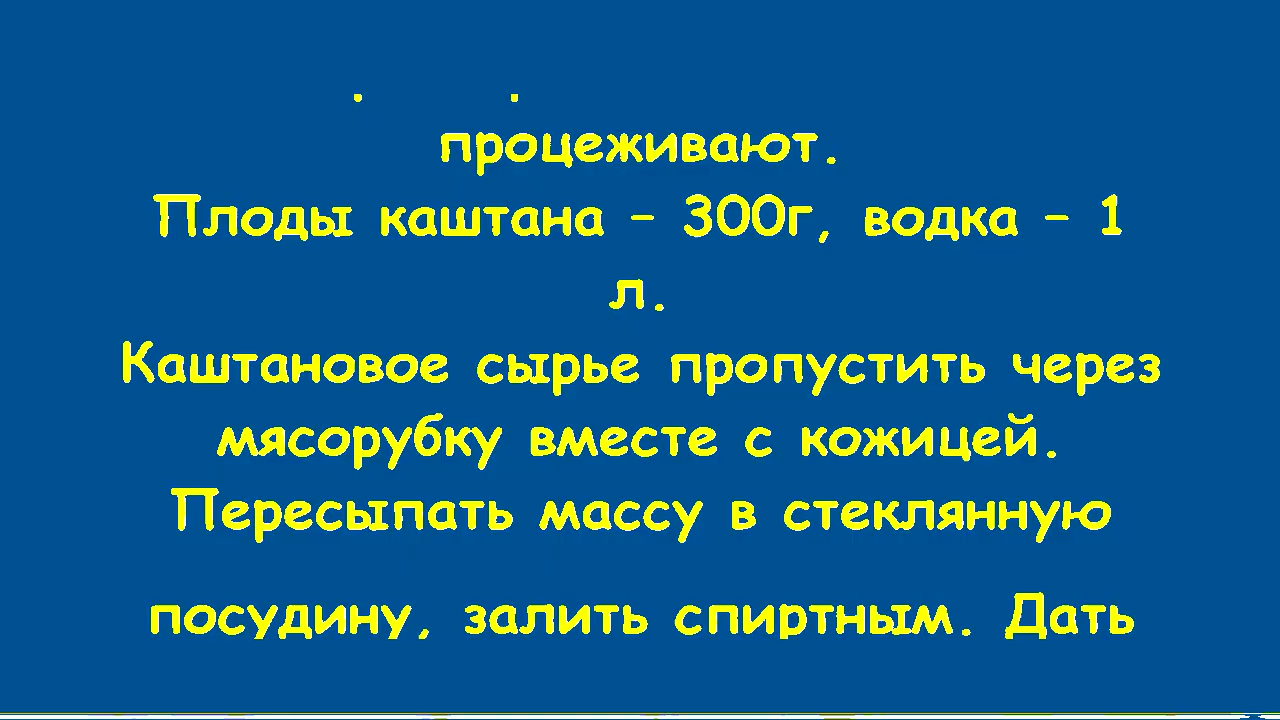 процеживают.
Плоды каштана – 300г, водка – 1
л.
Каштановое сырье пропустить через
мясорубку вместе с кожицей.
Пересыпать массу в стеклянную
посудину, залить спиртным. Дать